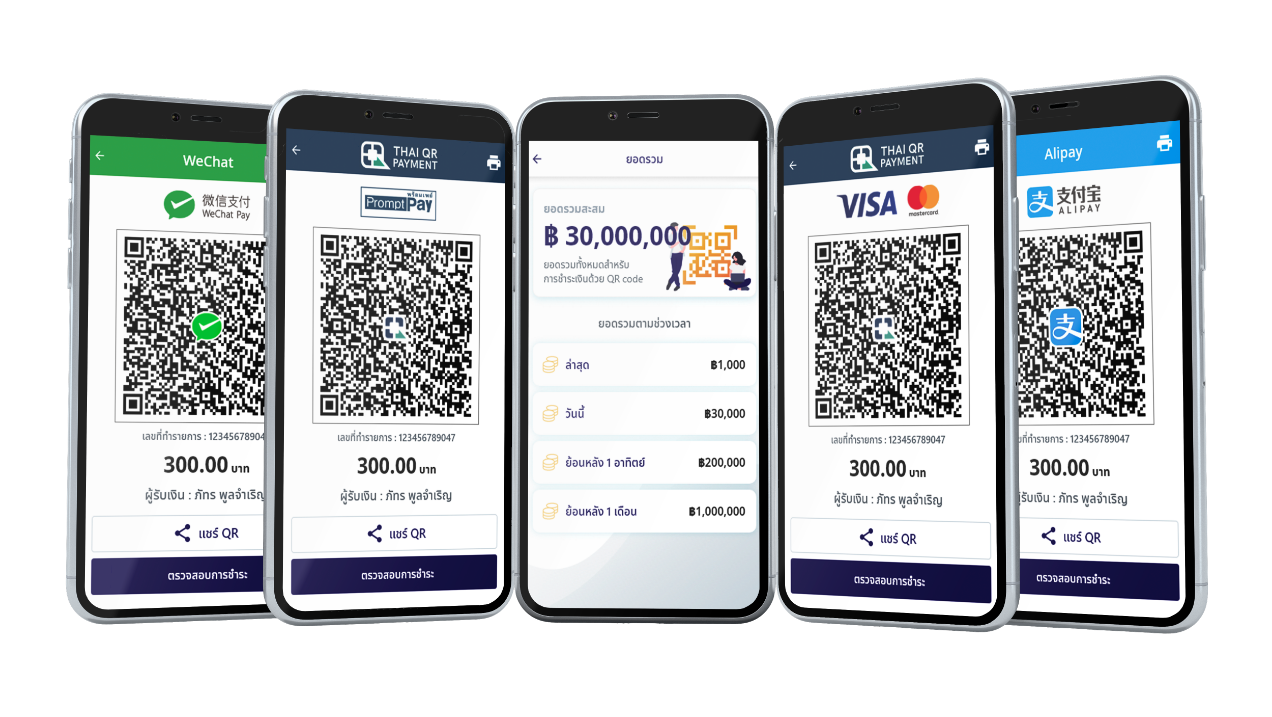 WeChat
微信支付
WeChat Pay
เลขที่ทำรายการ : 12345678904
300.00 บาท
ผู้รับเงิน : ภัทร พูลจำเริญ
แชร์ QR
ตรวจสอบการชำระ
THAI QR
PAYMENT
พร้อมเพย์
PromptPay
เลขที่ทำรายการ : 123456789047
300.00 บาท
ผู้รับเงิน : ภัทร พูลจำเริญ
แชร์ QR
ตรวจสอบการชำระ
ยอดรวม
ยอดรวมสะสม
฿ 30,000,000
ยอดรวมทั้งหมดสำหรับ
การชำระเงินด้วย QR code
ยอดรวมตามช่วงเวลา
ล่าสุด ฿1,000
วันนี้ ฿30,000
ย้อนหลัง 1 อาทิตย์ ฿200,000
ย้อนหลัง 1 เดือน ฿1,000,000
THAI QR
PAYMENT
VISA
mastercard
เลขที่ทำรายการ : 123456789047
300.00 บาท
ผู้รับเงิน : ภัทร พูลจำเริญ
แชร์ QR
ตรวจสอบการชำระ
Alipay
支付宝
ALIPAY
支
ที่ทำรายการ : 123456789047
300.00 บาท
รับเงิน : ภัทร พูลจำเริญ
แชร์ QR
ตรวจสอบการชำระ